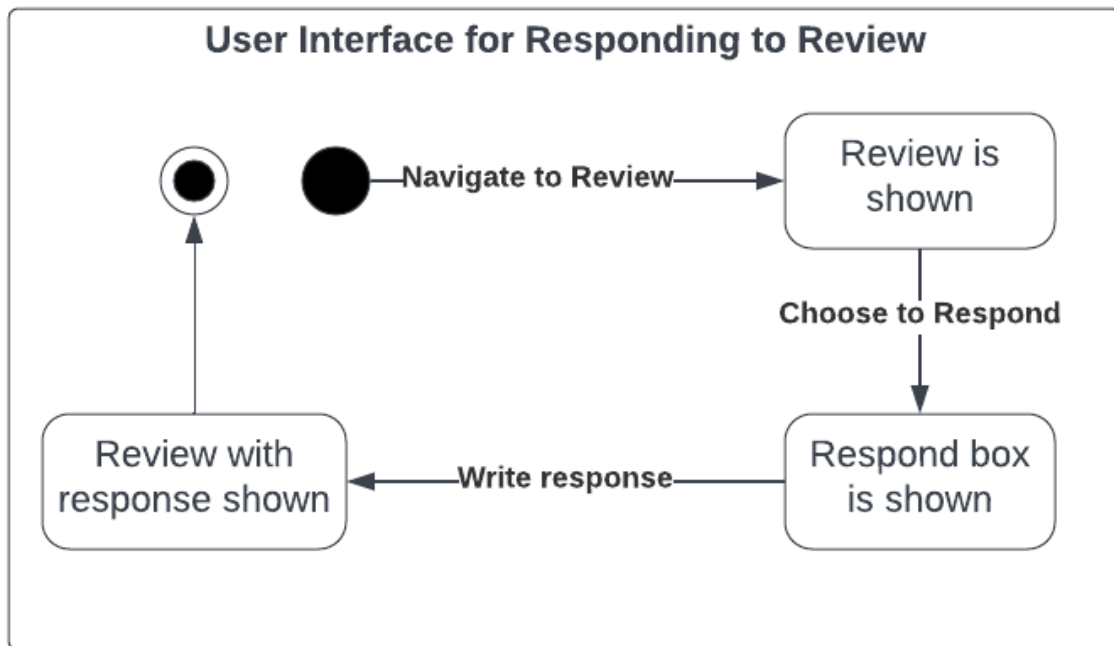 User Interface for Responding to Review
Navigate to Review
Review is
shown
Choose to Respond
Respond box
is shown
Write response
Review with
response shown